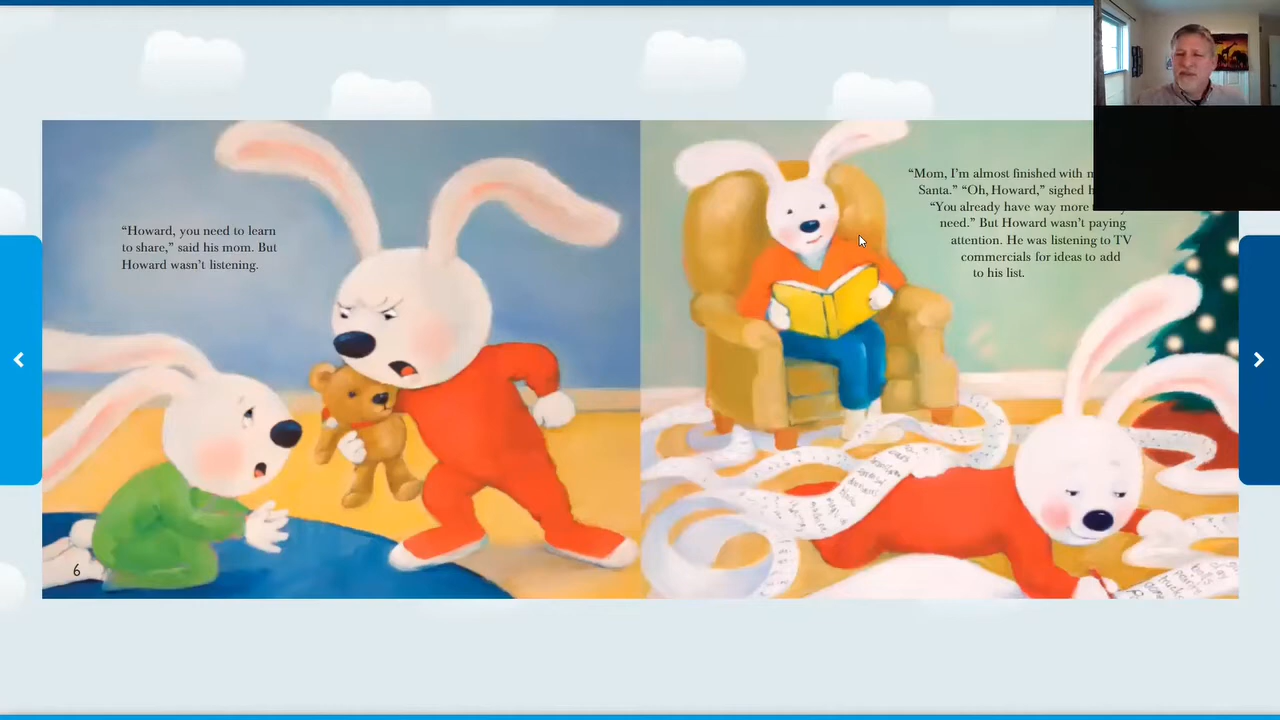 “Howard, you need to learn
to share,” said his mom. But
Howard wasn’t listening.
6
“Mom, I’m almost finished with
Santa.” “Oh, Howard,” sighed
“You already have way more
need.” But Howard wasn’t paying
attention. He was listening to TV
commercials for ideas to add
to his list.